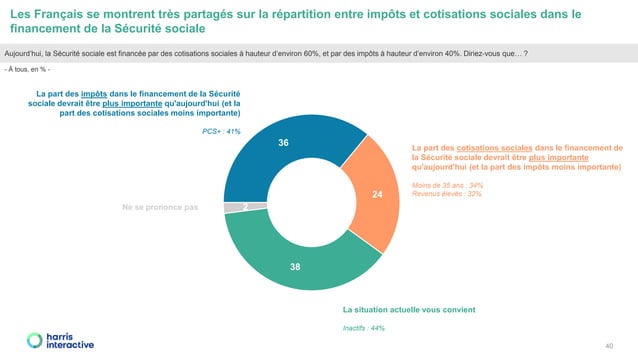 Les Français se montrent très partagés sur la répartition entre impôts et cotisations sociales dans le
financement de la Sécurité sociale
Aujourd'hui, la Sécurité sociale est financée par des cotisations sociales à hauteur d'environ 60%, et par des impôts à hauteur d'environ 40%. Diriez-vous que… ?
- À tous, en % -
La part des impôts dans le financement de la Sécurité
sociale devrait être plus importante qu'aujourd'hui (et la
part des cotisations sociales moins importante)
PCS+ : 41%
36
La part des cotisations sociales dans le financement de
la Sécurité sociale devrait être plus importante
qu'aujourd'hui (et la part des impôts moins importante)
Moins de 35 ans : 34%
Revenus élevés : 32%
24
Ne se prononce pas
2
38
La situation actuelle vous convient
Inactifs : 44%
harris
interactive
40